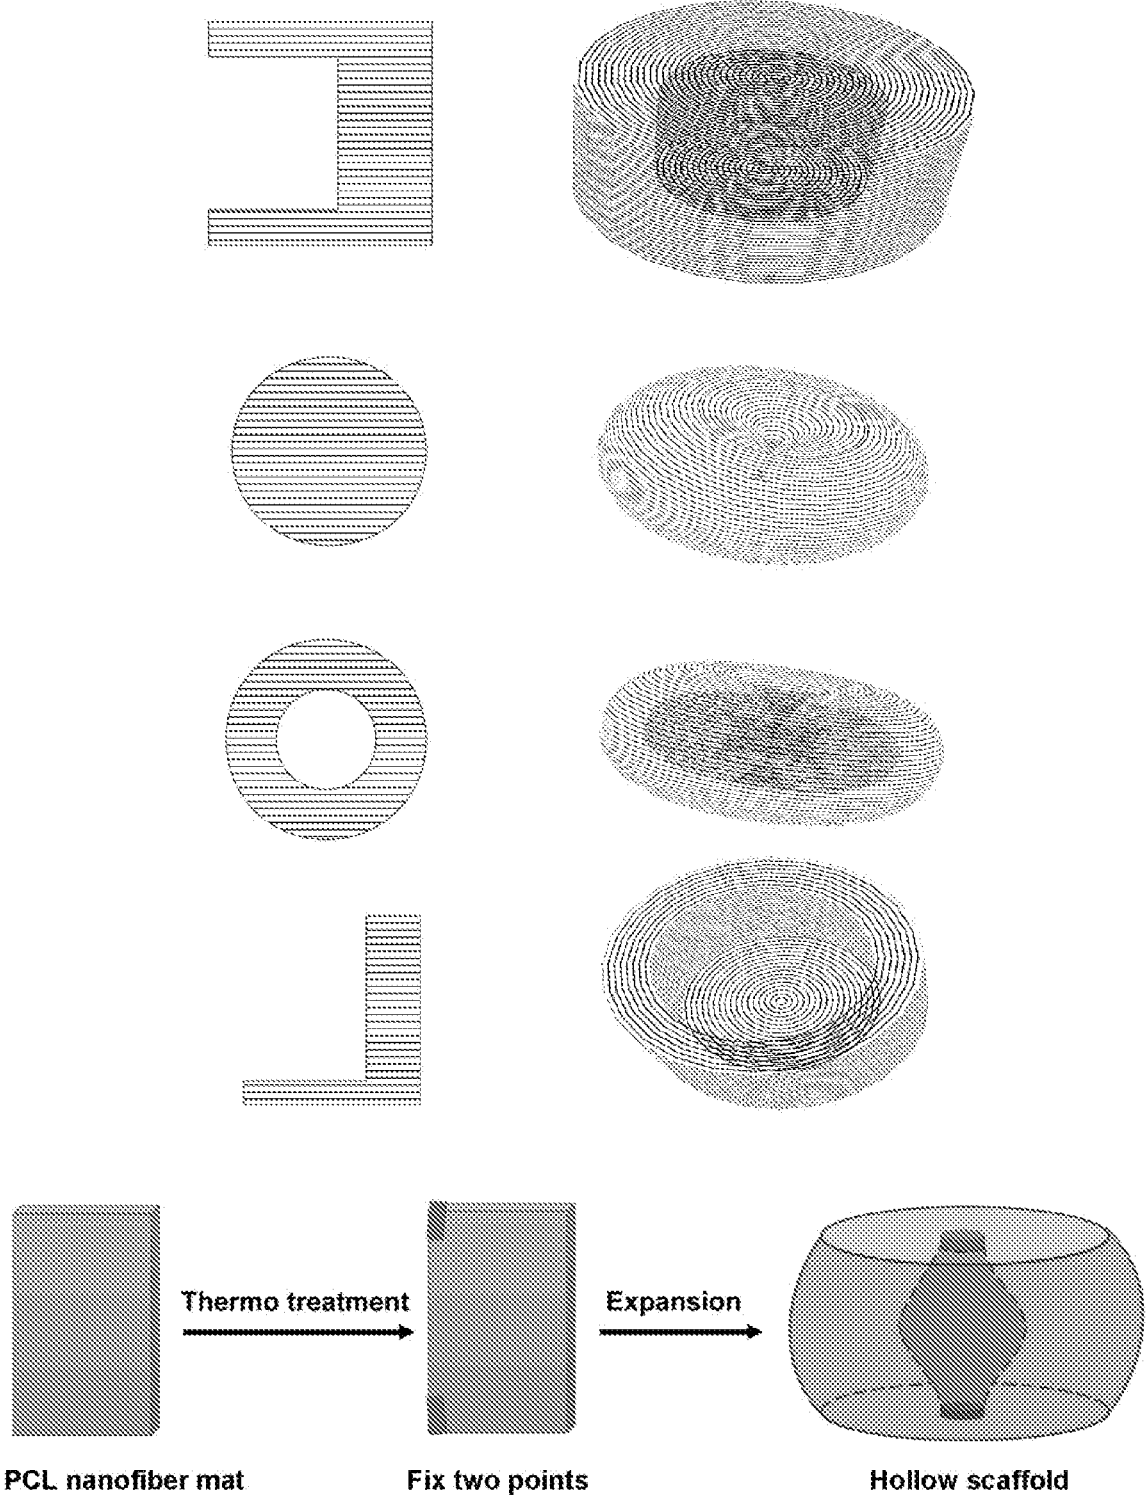 Thermo treatment
Expansion
PCL nanofiber mat
Fix two points
Hollow scaffold